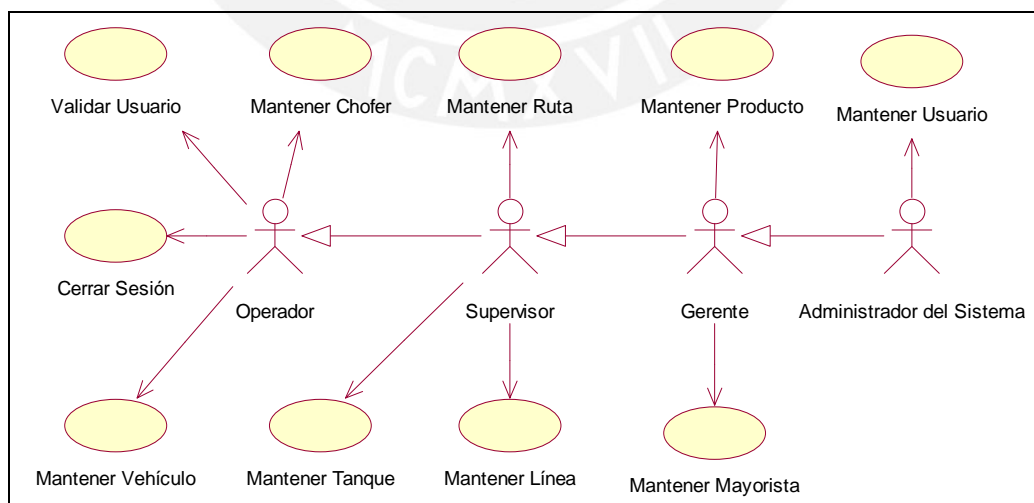 MCMXVII
Validar Usuario
Mantener Chofer
Mantener Ruta
Mantener Producto
Mantener Usuario
Cerrar Sesión
Operador
Supervisor
Gerente
Administrador del Sistema
Mantener Vehículo
Mantener Tanque
Mantener Línea
Mantener Mayorista